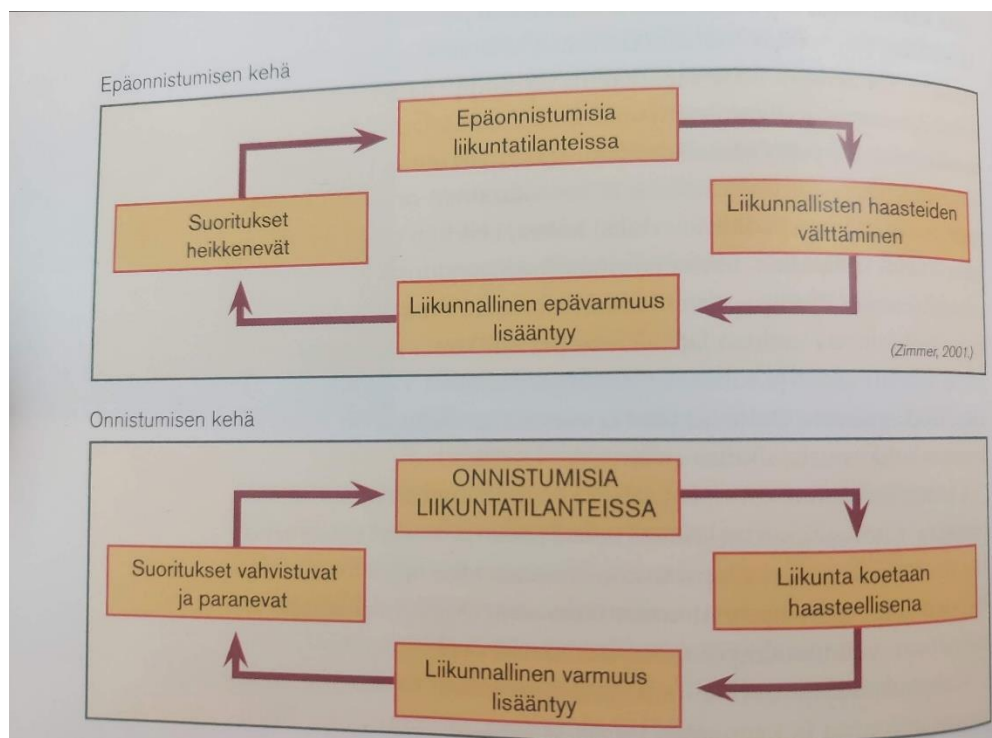 Epäonnistumisen kehä
Epäonnistumisia
liikuntatilanteissa
Liikunnallisten haasteiden
välttäminen
Liikunnallinen epävarmuus
lisääntyy
Suoritukset
heikkenevät
(Zimmer, 2001.)
Onnistumisen kehä
ONNISTUMISIA
LIIKUNTATILANTEISSA
Liikunta koetaan
haasteellisena
Liikunnallinen varmuus
lisääntyy
Suoritukset vahvistuvat
ja paranevat